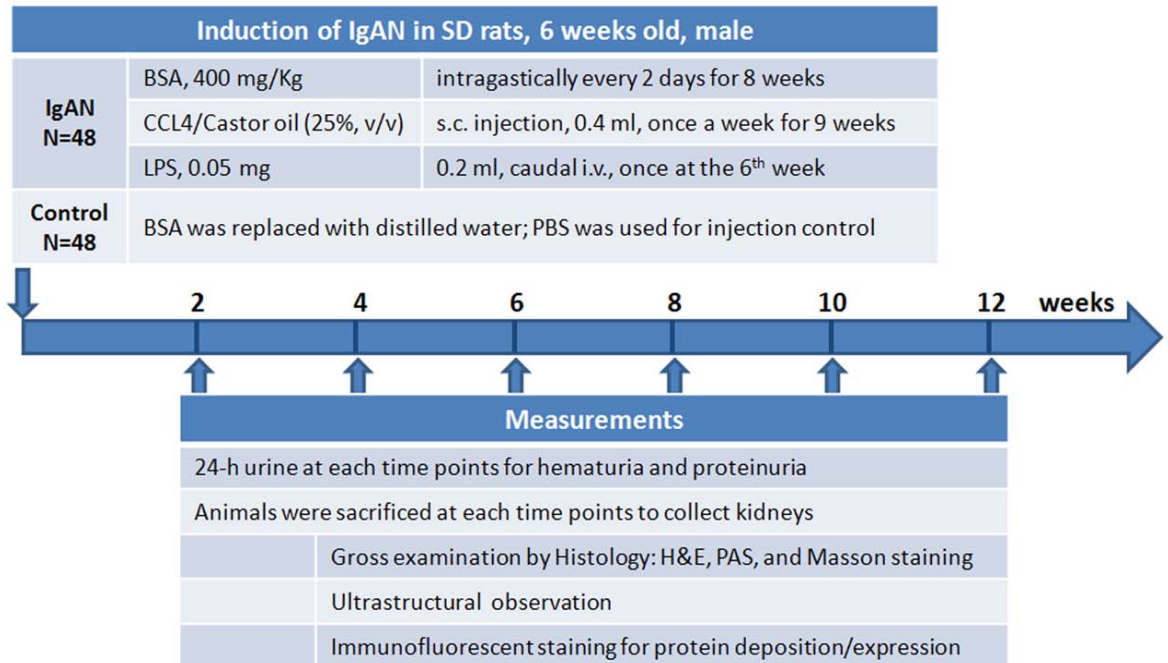 Induction of IgAN in SD rats, 6 weeks old, male
IgAN
N=48
BSA, 400 mg/Kg
intragastically every 2 days for 8 weeks
CCL4/Castor oil (25%, v/v)
s.c. injection, 0.4 ml, once a week for 9 weeks
LPS, 0.05 mg
0.2 ml, caudal i.v., once at the 6th week
Control
N=48
BSA was replaced with distilled water; PBS was used for injection control
2 4 6 8 10 12 weeks
Measurements
24-h urine at each time points for hematuria and proteinuria
Animals were sacrificed at each time points to collect kidneys
Gross examination by Histology: H&E, PAS, and Masson staining
Ultrastructural observation
Immunofluorescent staining for protein deposition/expression